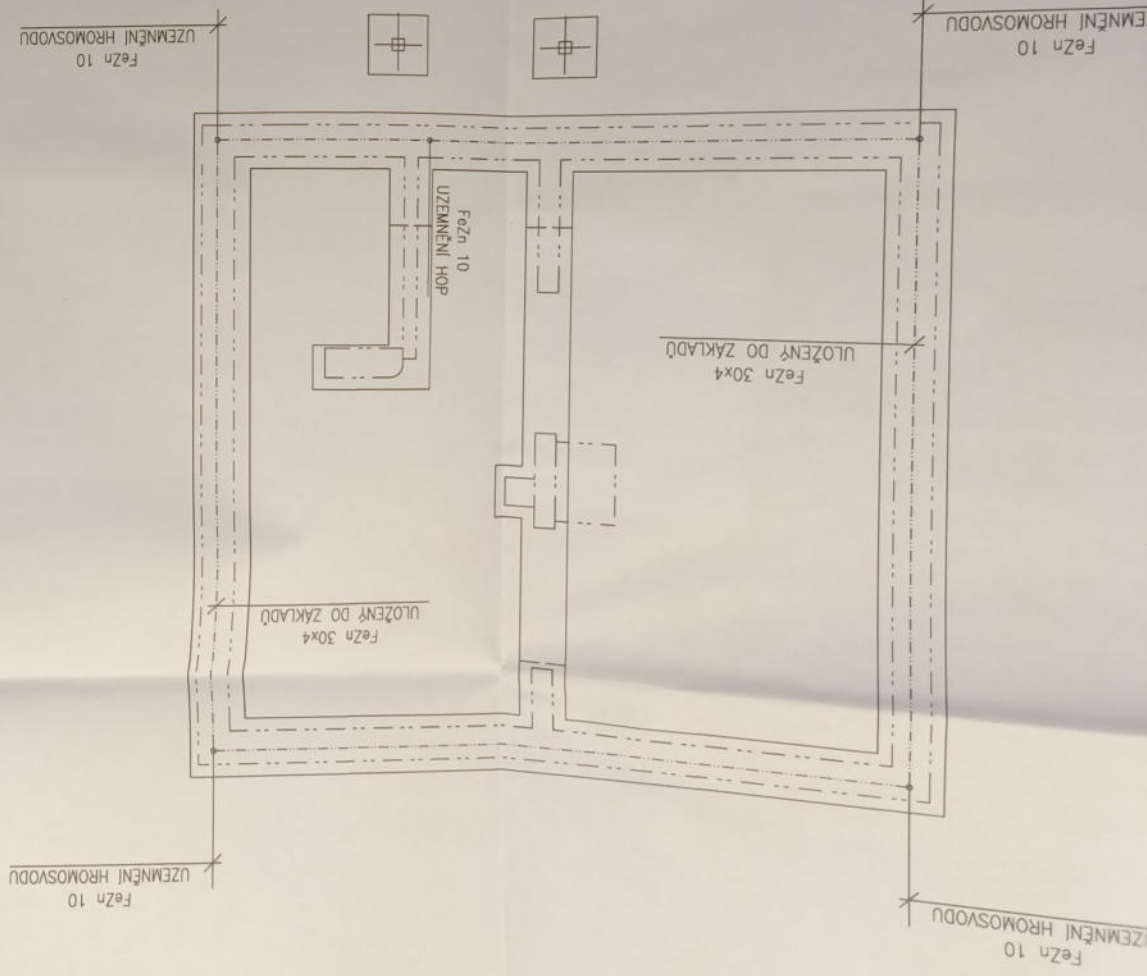 FeZn 10
UZEMNĚNÍ HROMOSVODU
FeZn 10
UZEMNĚNÍ HROMOSVODU
FeZn 30x4
ULOŽENÝ DO ZÁKLADŮ
FeZn 30x4
ULOŽENÝ DO ZÁKLADŮ
FeZn 10
UZEMNĚNÍ HOP
FeZn 10
EMNĚNÍ HROMOSVODU
FeZn 10
UZEMNĚNÍ HROMOSVODU